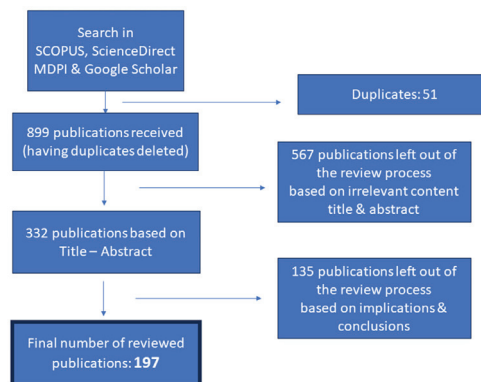 Search in
SCOPUS, ScienceDirect
MDPI & Google Scholar
Duplicates: 51
899 publications received
(having duplicates deleted)
567 publications left out of
the review process
based on irrelevant content
title & abstract
332 publications based on
Title – Abstract
135 publications left out of
the review process
based on implications &
conclusions
Final number of reviewed
publications: 197